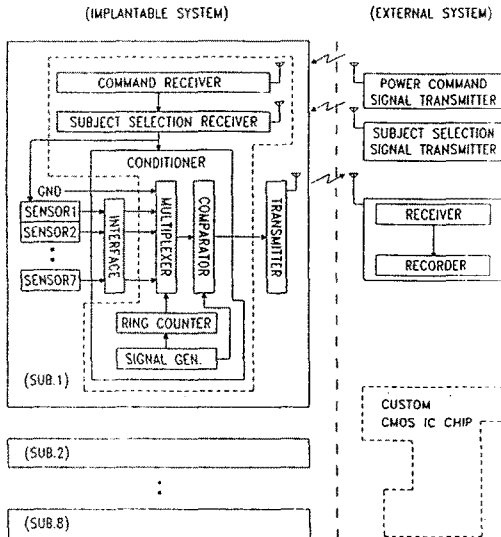 (IMPLANTABLE SYSTEM)
(EXTERNAL SYSTEM)
COMMAND RECEIVER
SUBJECT SELECTION RECEIVER
CONDITIONER
GND
SENSOR1
SENSOR2
SENSOR7
INTERFACE
MULTIPLEXER
COMPARATOR
TRANSMITTER
RING COUNTER
SIGNAL GEN.
(SUB.1)
(SUB.2)
(SUB.8)
POWER COMMAND
SIGNAL TRANSMITTER
SUBJECT SELECTION
SIGNAL TRANSMITTER
RECEIVER
RECORDER
CUSTOM
CMOS IC CHIP